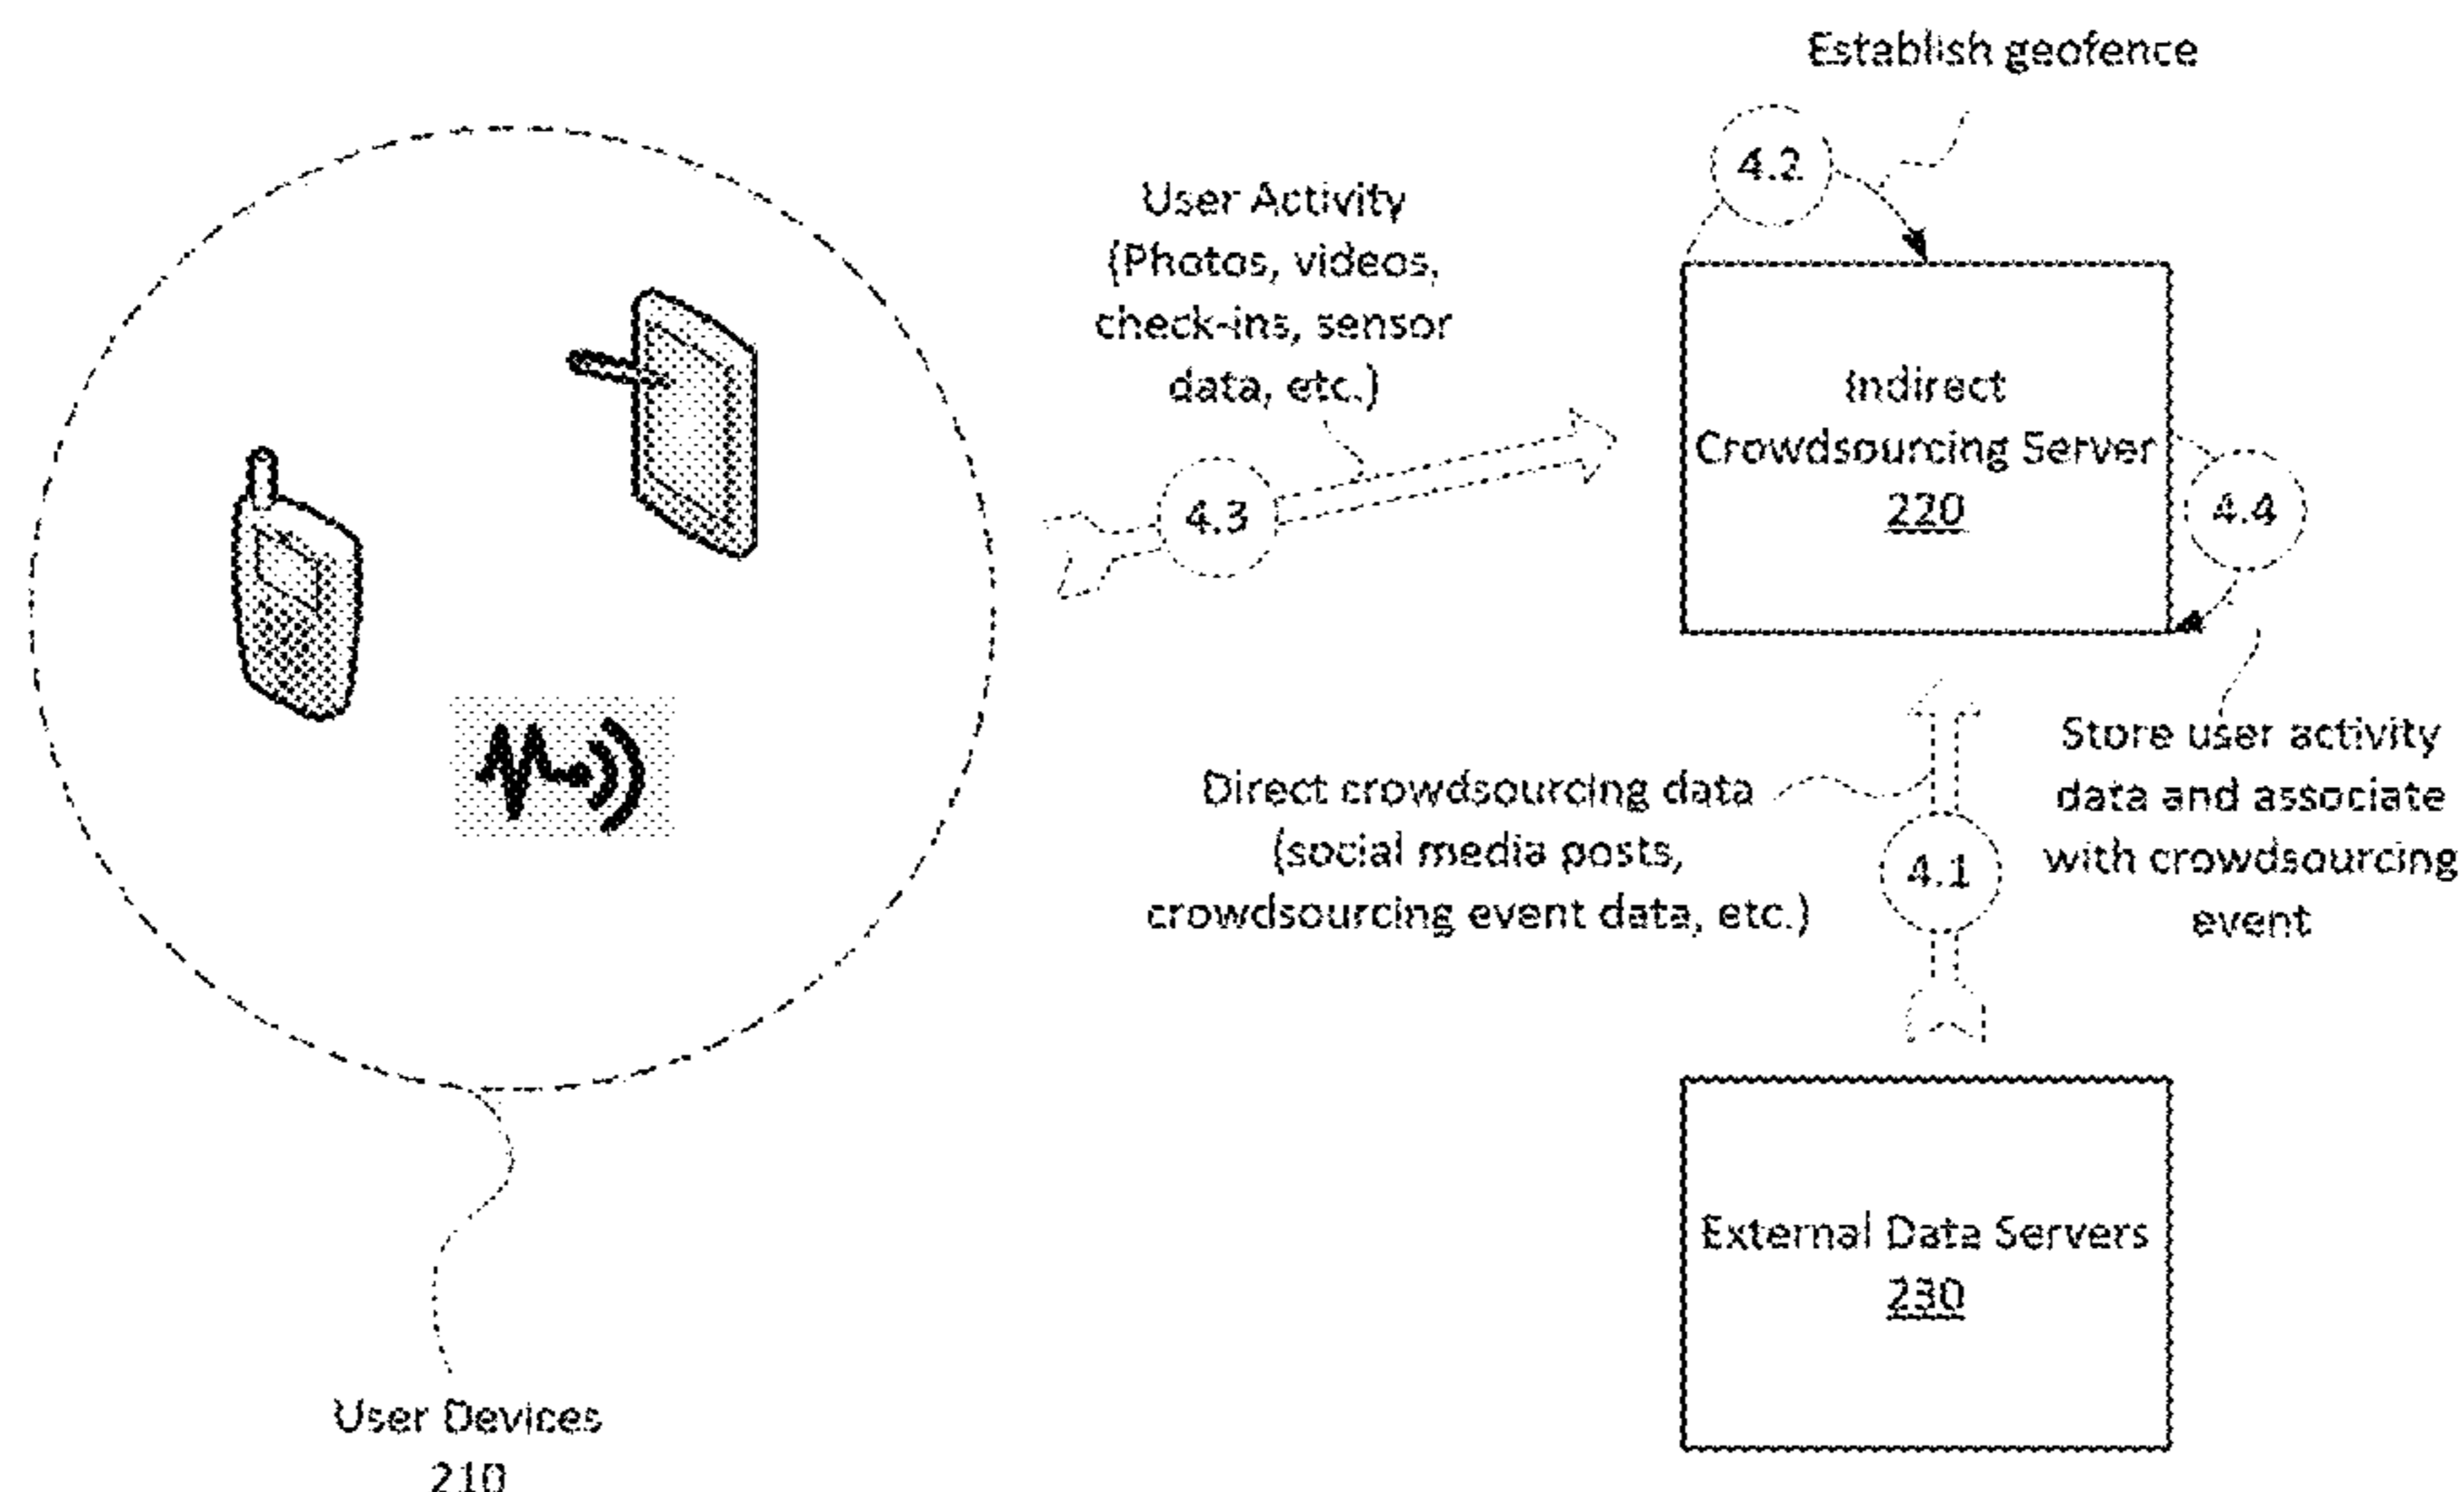 Establish geofence
4.2
User Activity
(Photos, videos,
check-ins, sensor
data, etc.)
4.3
Indirect
Crowdsourcing Server
220
4.4
Store user activity
data and associate
with crowdsourcing
event
Direct crowdsourcing data
(social media posts,
crowdsourcing event data, etc.)
4.1
External Data Servers
230
User Devices
210